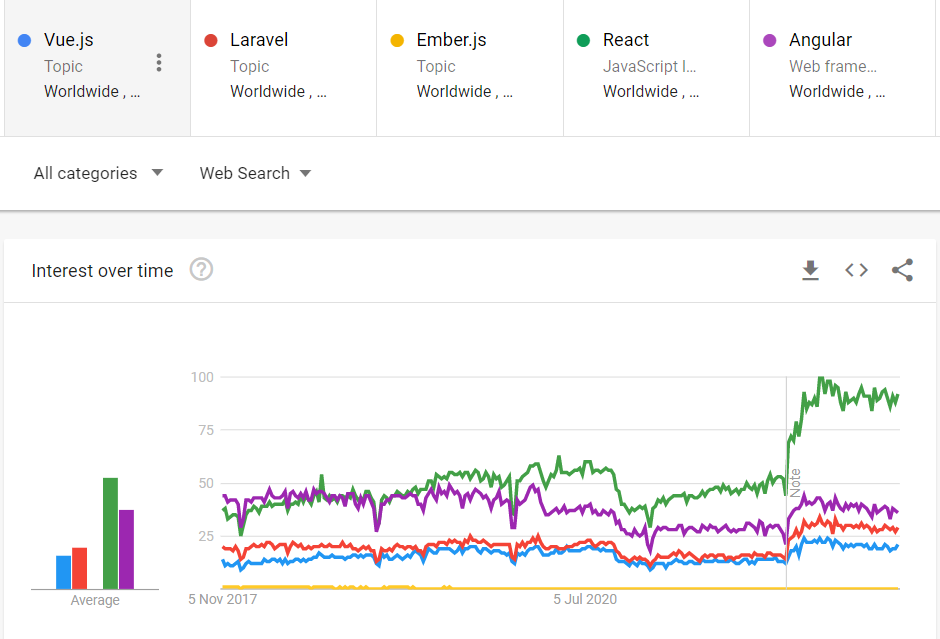 Vue.js
Topic
Worldwide , ...
Laravel
Topic
Worldwide , ...
Ember.js
Topic
Worldwide , ...
React
JavaScript l...
Worldwide , ...
Angular
Web frame...
Worldwide , ...
All categories
Web Search
Interest over time
?
100
75
50
25
Note
Average
5 Nov 2017
5 Jul 2020